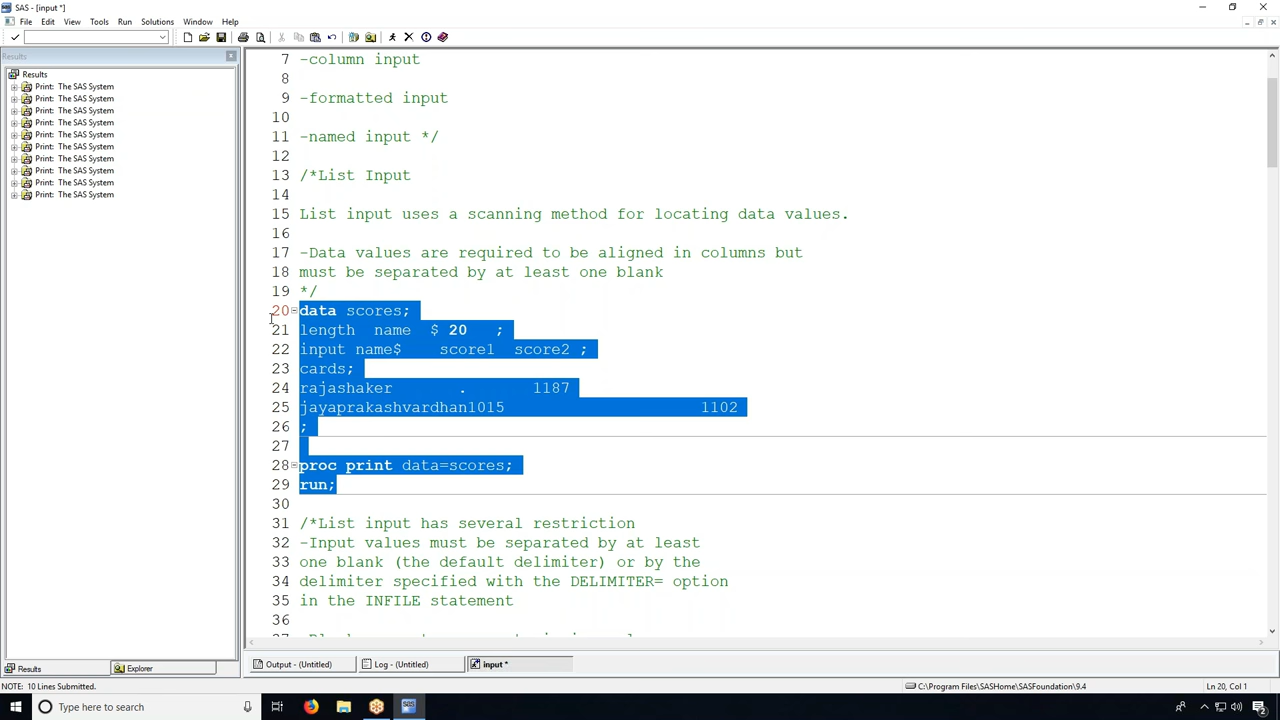 SAS - [input *]
File Edit View Tools Run Solutions Window Help
Results
Results
Print: The SAS System
Print: The SAS System
Print: The SAS System
Print: The SAS System
Print: The SAS System
Print: The SAS System
Print: The SAS System
Print: The SAS System
Print: The SAS System
Print: The SAS System
7 -column input
8
9 -formatted input
10
11 -named input */
12
13 /*List Input
14
15 List input uses a scanning method for locating data values.
16
17 -Data values are required to be aligned in columns but
18 must be separated by at least one blank
19 */
20 data scores;
21 length name $ 20 ;
22 input name$ score1 score2 ;
23 cards;
24 rajashaker . 1187
25 jayaprakashvardhan1015 1102
26 ;
27
28 proc print data=scores;
29 run;
30
31 /*List input has several restriction
32 -Input values must be separated by at least
33 one blank (the default delimiter) or by the
34 delimiter specified with the DELIMITER= option
35 in the INFILE statement
36
Results Explorer Output - (Untitled) Log - (Untitled) input *
NOTE: 10 Lines Submitted. C:\Program Files\SASHome\SASFoundation\9.4 Ln 20, Col 1
Type here to search